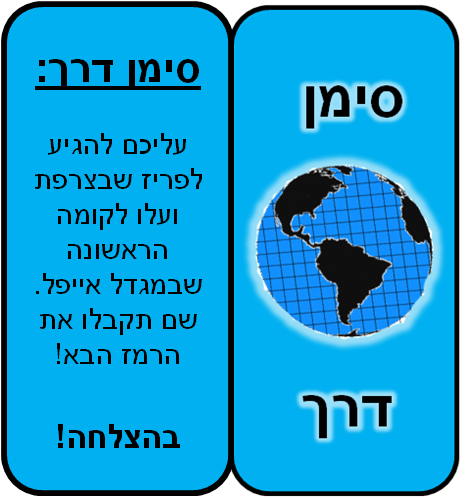 סימן
דרך
סימן דרך:
עליכם להגיע
לפריז שבצרפת
ועלו לקומה
הראשונה
שבמגדל אייפל.
שם תקבלו את
הרמז הבא!
בהצלחה!